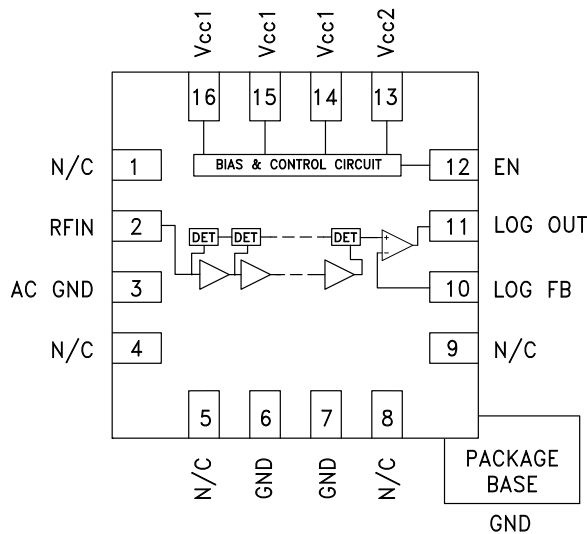 Vcc1
Vcc1
Vcc1
Vcc2
16
15
14
13
N/C
1
BIAS & CONTROL CIRCUIT
12
EN
RFIN
2
DET
DET
DET
+
−
11
LOG OUT
AC GND
3
10
LOG FB
N/C
4
9
N/C
5
6
7
8
N/C
GND
GND
N/C
PACKAGE
BASE
GND